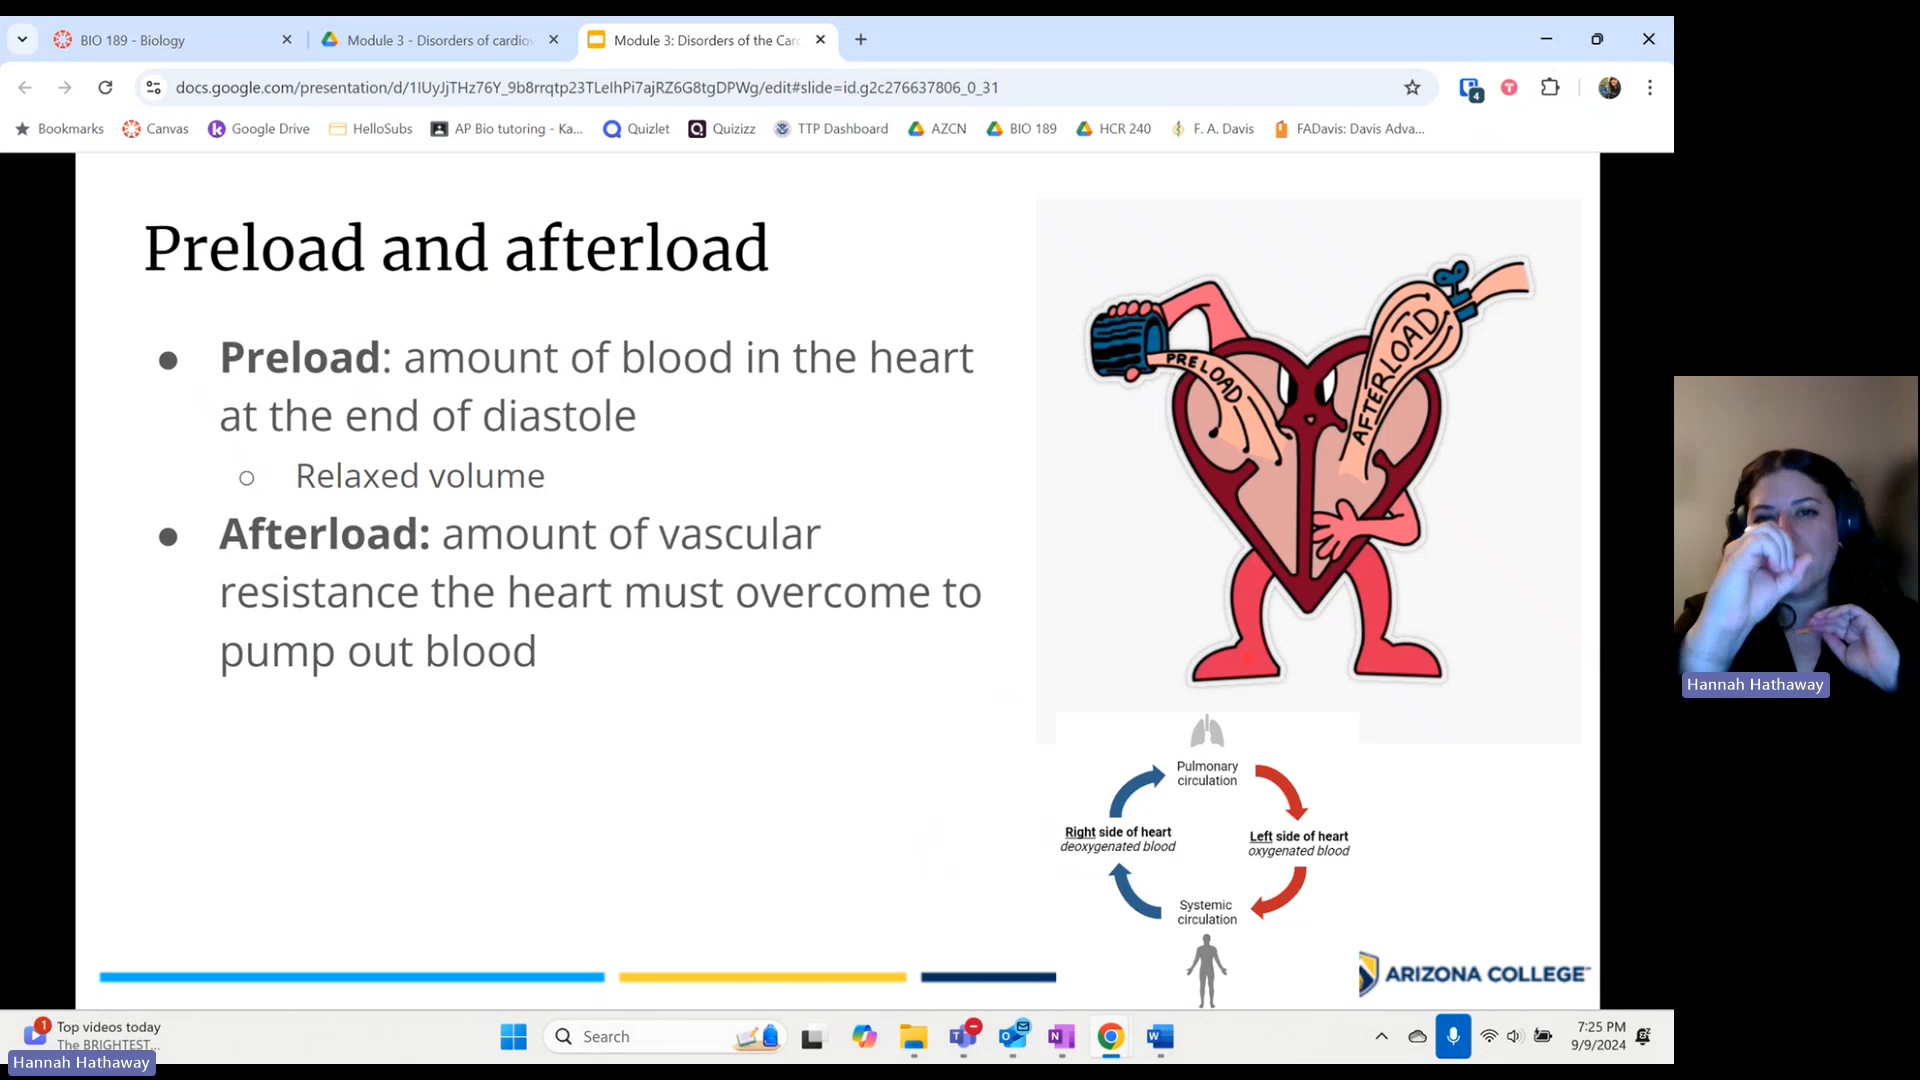 BIO 189 - Biology
Module 3 - Disorders of cardiov
Module 3: Disorders of the Card
docs.google.com/presentation/d/1IUyJjTHz76Y_9b8rrqtp23TLeIhPi7ajRZ6G8tgDPWg/edit#slide=id.g2c276637806_0_31
4
T
Bookmarks
Canvas
Google Drive
HelloSubs
AP Bio tutoring - Ka...
Quizlet
Quizizz
TTP Dashboard
AZCN
BIO 189
HCR 240
F. A. Davis
FADavis: Davis Adva...
Preload and afterload
● Preload: amount of blood in the heart
at the end of diastole
○ Relaxed volume
● Afterload: amount of vascular
resistance the heart must overcome to
pump out blood
PRELOAD
AFTERLOAD
Pulmonary
circulation
Right side of heart
deoxygenated blood
Left side of heart
oxygenated blood
Systemic
circulation
ARIZONA COLLEGE
Hannah Hathaway
1
Top videos today
The BRIGHTEST...
Hannah Hathaway
Search
7:25 PM
9/9/2024